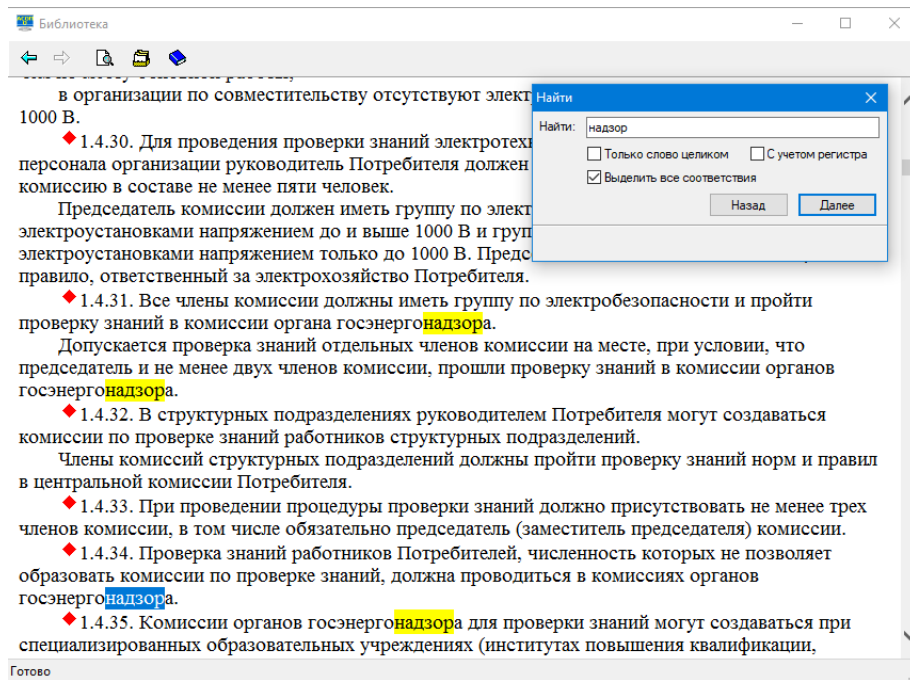 Библиотека
в организации по совместительству отсутствуют элект
1000 В.
1.4.30. Для проведения проверки знаний электротехн
персонала организации руководитель Потребителя должен
комиссию в составе не менее пяти человек.
Председатель комиссии должен иметь группу по элект
электроустановками напряжением до и выше 1000 В и груп
электроустановками напряжением только до 1000 В. Предс
правило, ответственный за электрохозяйство Потребителя.
1.4.31. Все члены комиссии должны иметь группу по электробезопасности и пройти
проверку знаний в комиссии органа госэнергонадзора.
Допускается проверка знаний отдельных членов комиссии на месте, при условии, что
председатель и не менее двух членов комиссии, прошли проверку знаний в комиссии органов
госэнергонадзора.
1.4.32. В структурных подразделениях руководителем Потребителя могут создаваться
комиссии по проверке знаний работников структурных подразделений.
Члены комиссий структурных подразделений должны пройти проверку знаний норм и правил
в центральной комиссии Потребителя.
1.4.33. При проведении процедуры проверки знаний должно присутствовать не менее трех
членов комиссии, в том числе обязательно председатель (заместитель председателя) комиссии.
1.4.34. Проверка знаний работников Потребителей, численность которых не позволяет
образовать комиссии по проверке знаний, должна проводиться в комиссиях органов
госэнергонадзора.
1.4.35. Комиссии органов госэнергонадзора для проверки знаний могут создаваться при
специализированных образовательных учреждениях (институтах повышения квалификации,
Готово
Найти
Найти: надзор
Только слово целиком С учетом регистра
Выделить все соответствия
Назад Далее